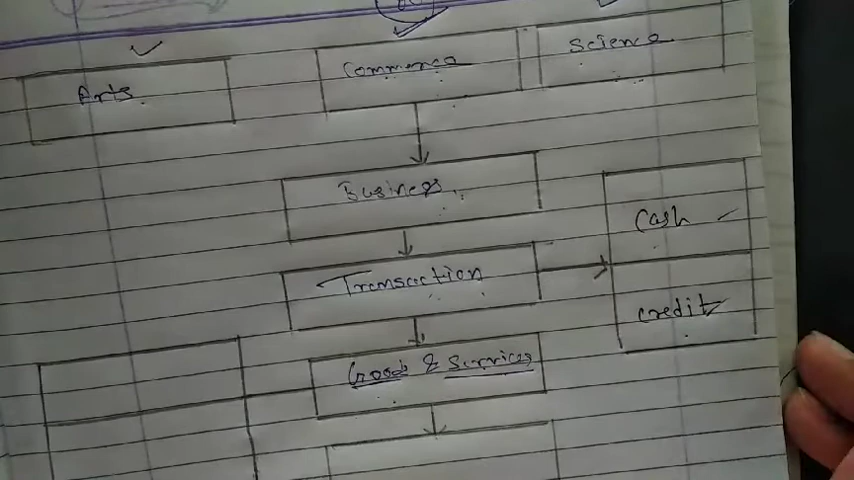 Arts
Commerce
Science
Business
Transaction
Cash
Credit
Goods & Services